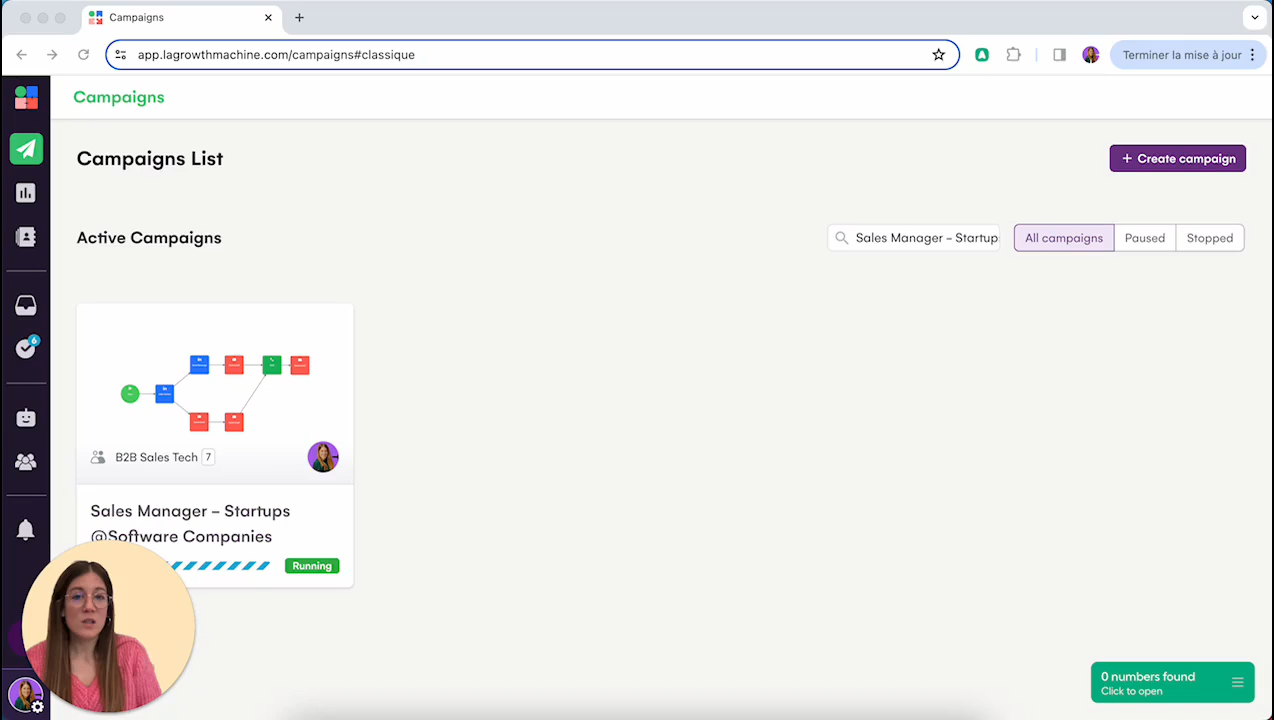 Campaigns
app.lagrowthmachine.com/campaigns#classique
Terminer la mise à jour
Campaigns
Campaigns List
+ Create campaign
Active Campaigns
Sales Manager – Startups
All campaigns
Paused
Stopped
6
B2B Sales Tech 7
Sales Manager – Startups
@Software Companies
Running
0 numbers found
Click to open